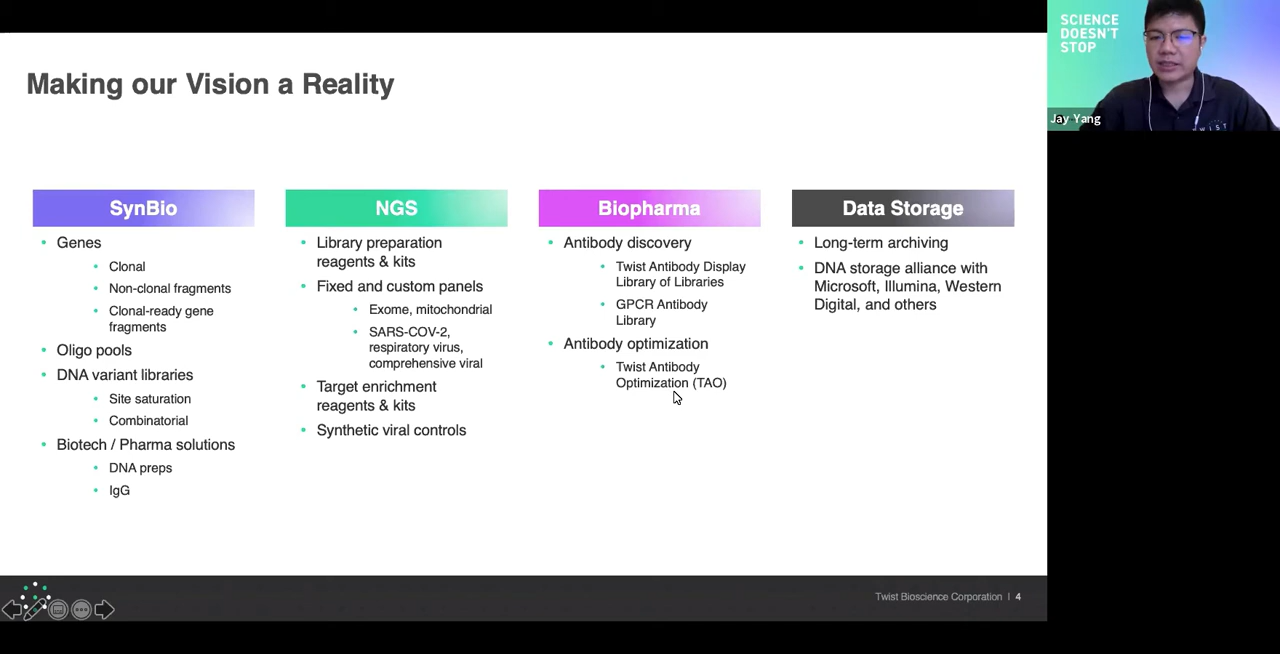 Making our Vision a Reality
SynBio
Genes
Clonal
Non-clonal fragments
Clonal-ready gene
fragments
Oligo pools
DNA variant libraries
Site saturation
Combinatorial
Biotech / Pharma solutions
DNA preps
IgG
NGS
Library preparation
reagents & kits
Fixed and custom panels
Exome, mitochondrial
SARS-COV-2,
respiratory virus,
comprehensive viral
Target enrichment
reagents & kits
Synthetic viral controls
Biopharma
Antibody discovery
Twist Antibody Display
Library of Libraries
GPCR Antibody
Library
Antibody optimization
Twist Antibody
Optimization (TAO)
Data Storage
Long-term archiving
DNA storage alliance with
Microsoft, Illumina, Western
Digital, and others
Twist Bioscience Corporation | 4
SCIENCE
DOESN'T
STOP
TWIST
Jay Yang